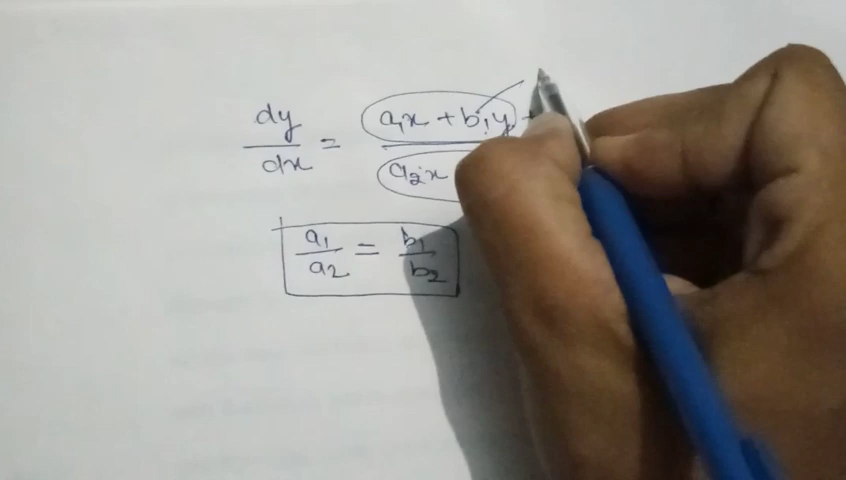 dy/dx = a₁x + b₁y + / a₂x
a₁/a₂ = b₁/b₂